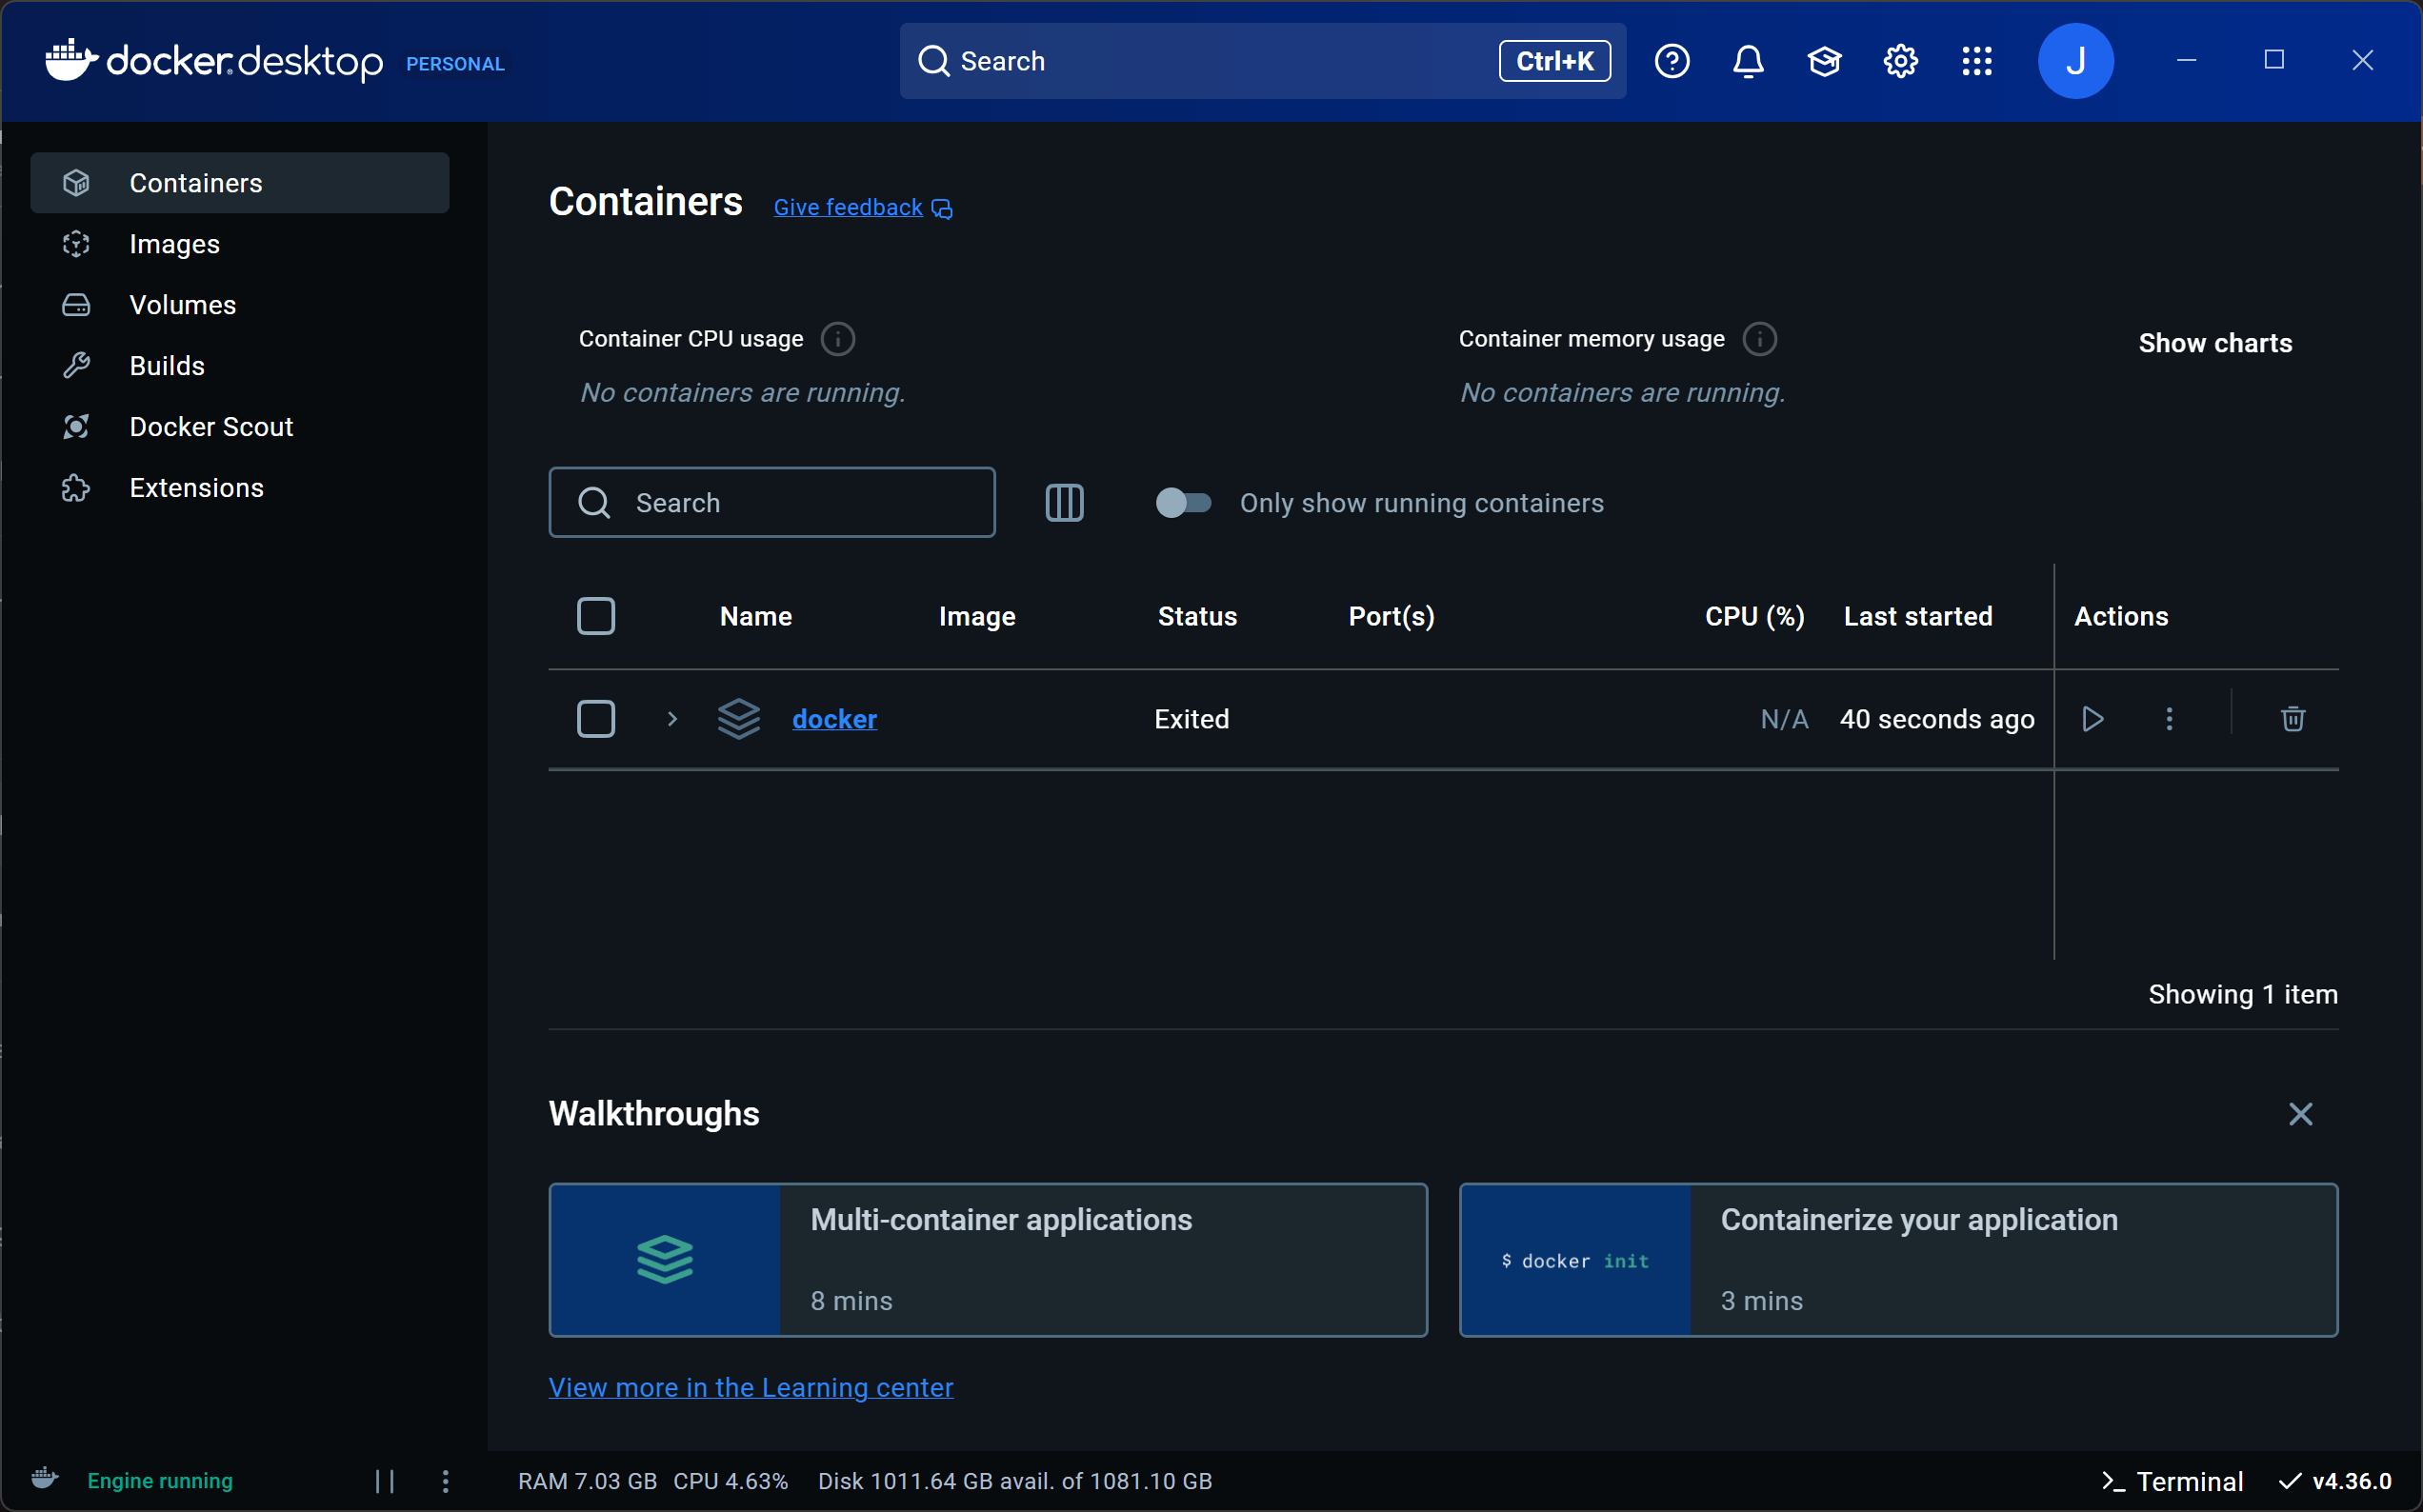 docker.desktop PERSONAL
Search Ctrl+K
J
Containers
Images
Volumes
Builds
Docker Scout
Extensions
Containers Give feedback
Container CPU usage
No containers are running.
Container memory usage
No containers are running.
Show charts
Search
Only show running containers
Name Image Status Port(s) CPU (%) Last started Actions
docker Exited N/A 40 seconds ago
Showing 1 item
Walkthroughs
Multi-container applications
8 mins
$ docker init
Containerize your application
3 mins
View more in the Learning center
Engine running RAM 7.03 GB CPU 4.63% Disk 1011.64 GB avail. of 1081.10 GB Terminal v4.36.0